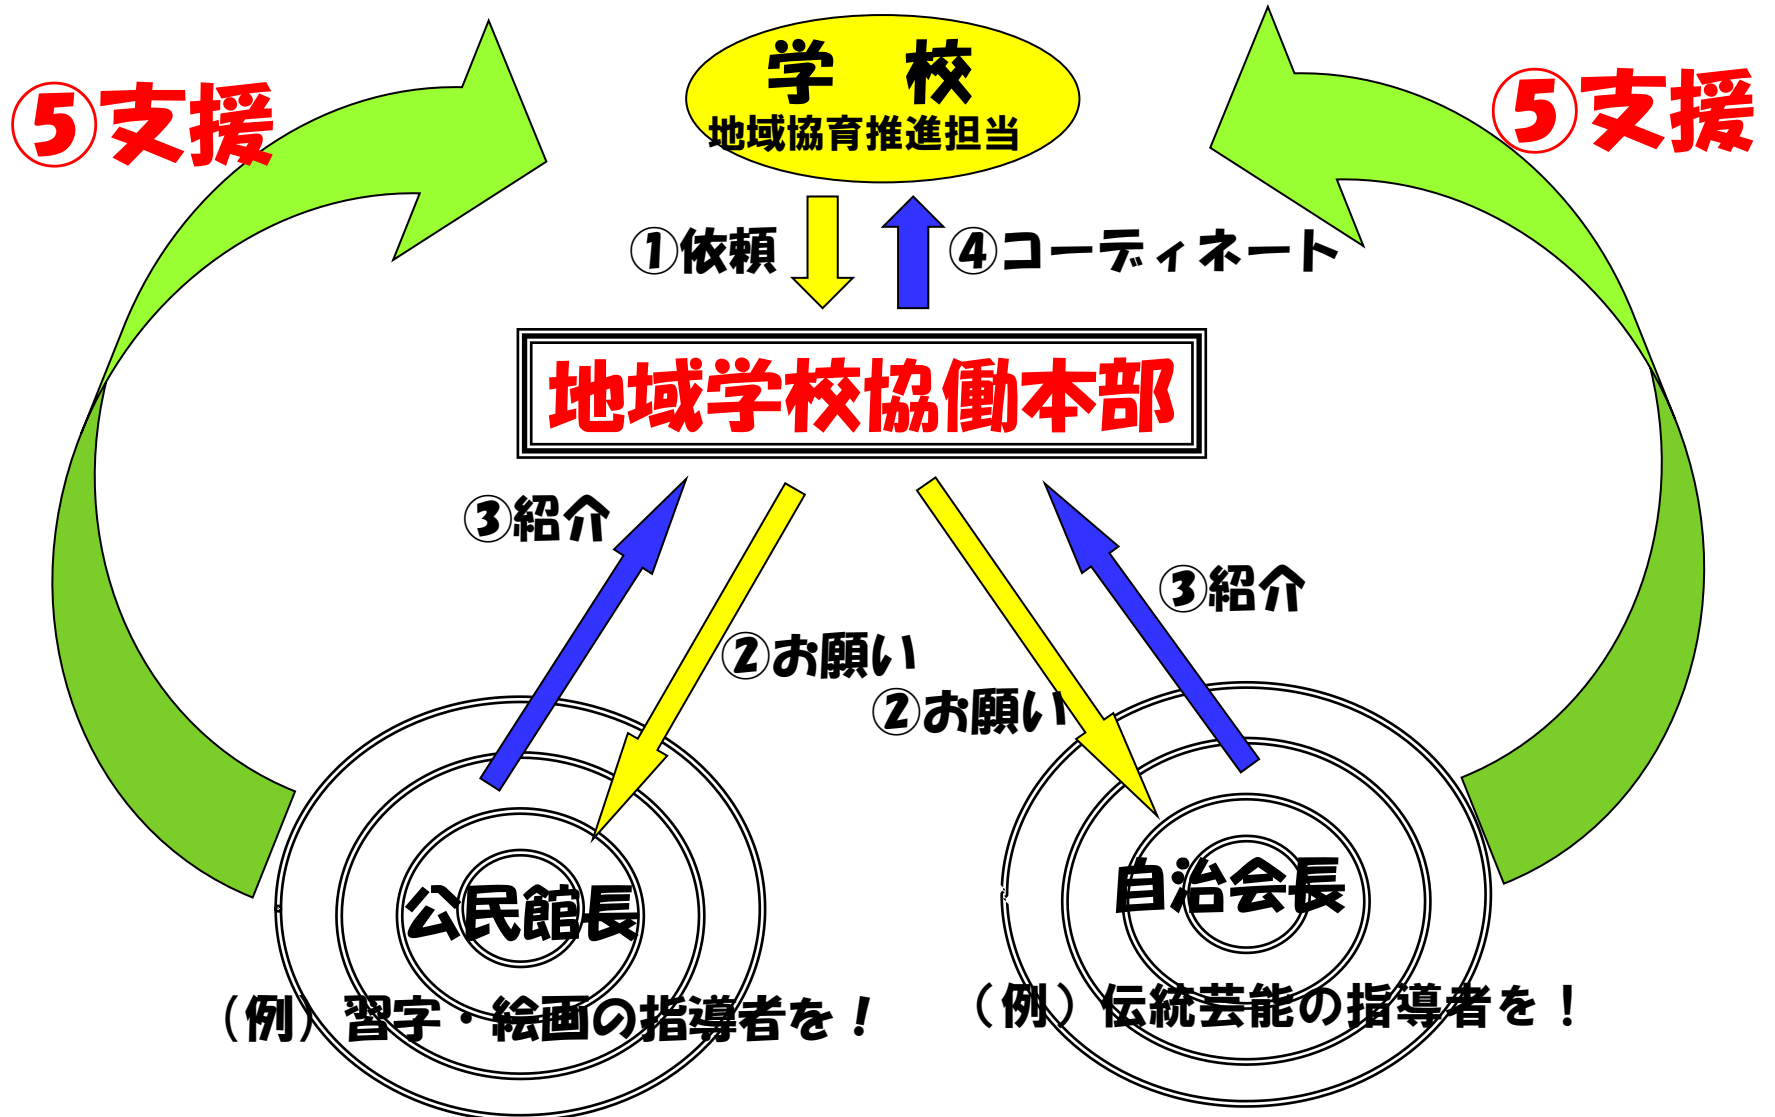 学　校
地域協育推進担当
⑤支援
⑤支援
①依頼
④コーディネート
地域学校協働本部
③紹介
③紹介
②お願い
②お願い
公民館長
自治会長
（例）習字・絵画の指導者を！
（例）伝統芸能の指導者を！